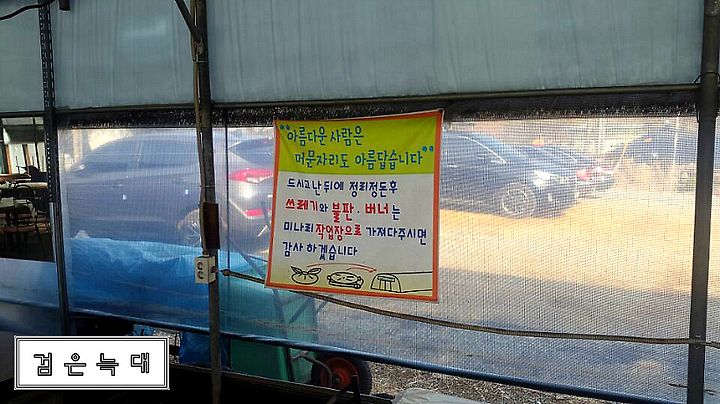 "아름다운 사람은
머문자리도 아름답습니다"
드시고 난 뒤에 정리정돈후
쓰레기와 불판·버너는
미나리작업장으로 가져다주시면
감사 하겠습니다
검은늑대